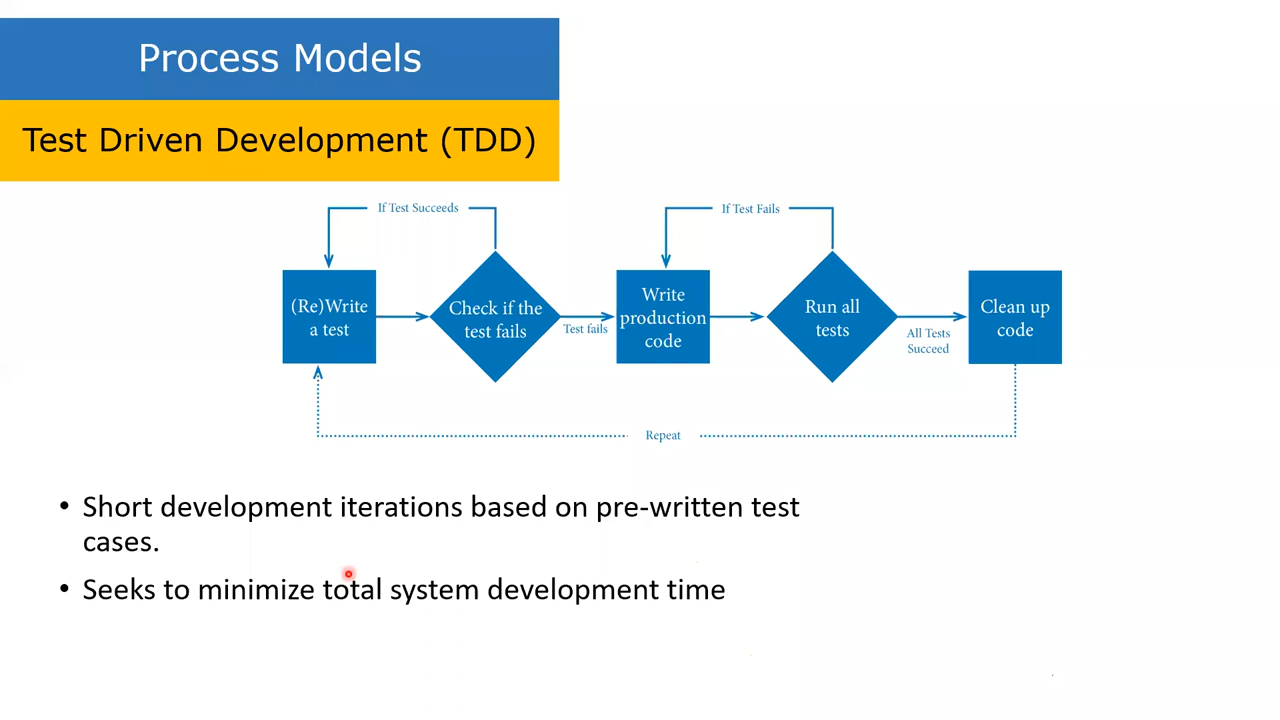 Process Models
Test Driven Development (TDD)
If Test Succeeds
If Test Fails
(Re)Write
a test
Check if the
test fails
Test fails
Write
production
code
Run all
tests
All Tests
Succeed
Clean up
code
Repeat
• Short development iterations based on pre-written test
cases.
• Seeks to minimize total system development time